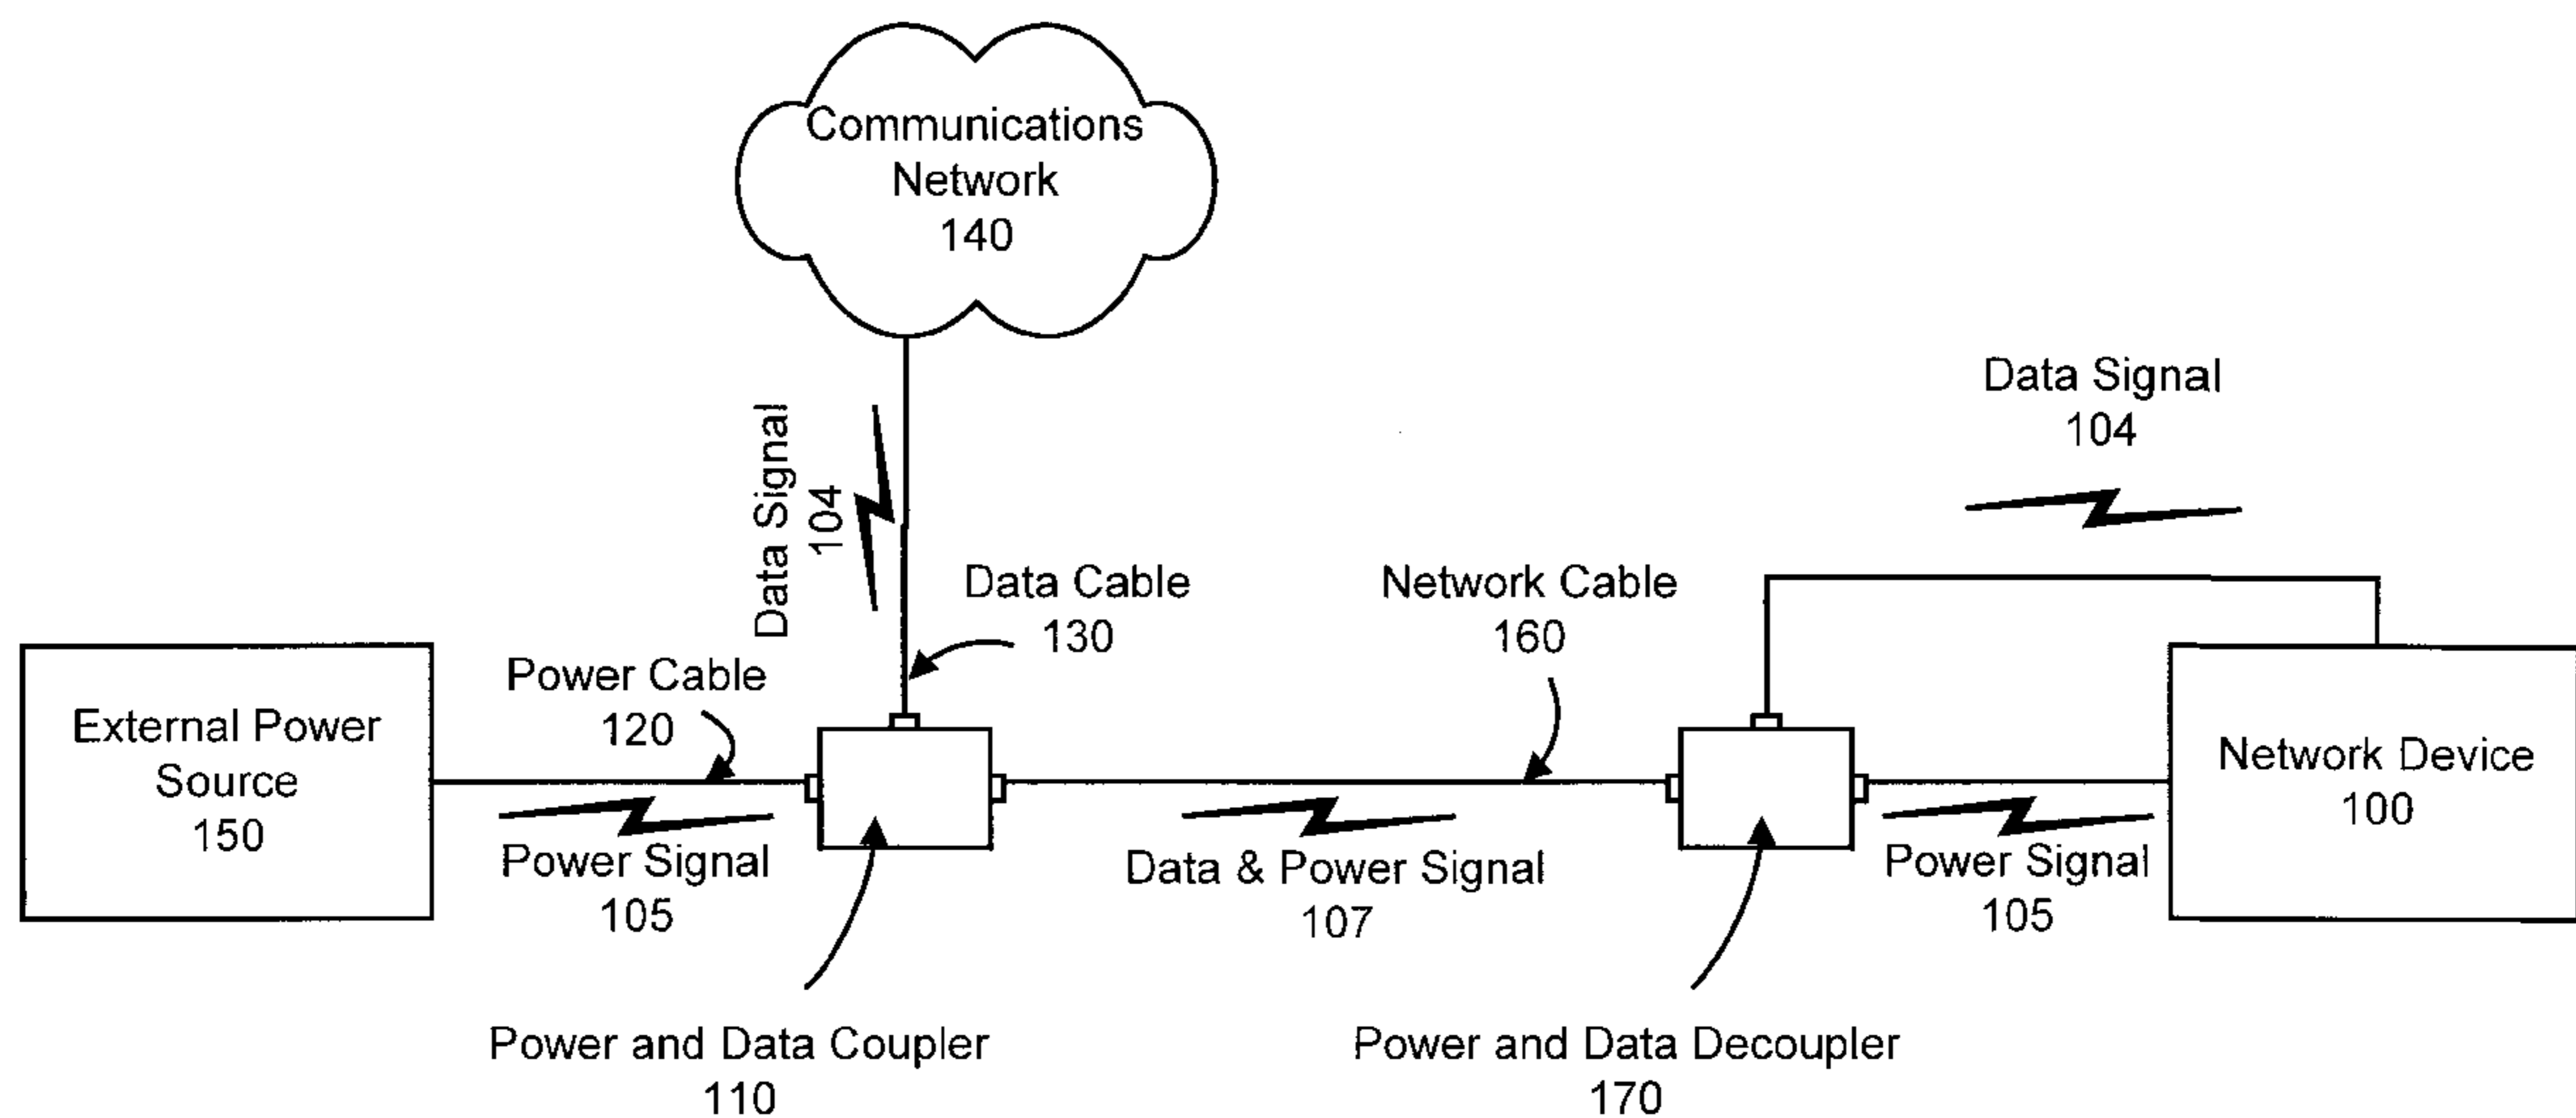 Communications
Network
140
Data Signal
104
Data Signal
104
Data Cable
130
Network Cable
160
Power Cable
120
External Power
Source
150
Network Device
100
Power Signal
105
Data & Power Signal
107
Power Signal
105
Power and Data Coupler
110
Power and Data Decoupler
170